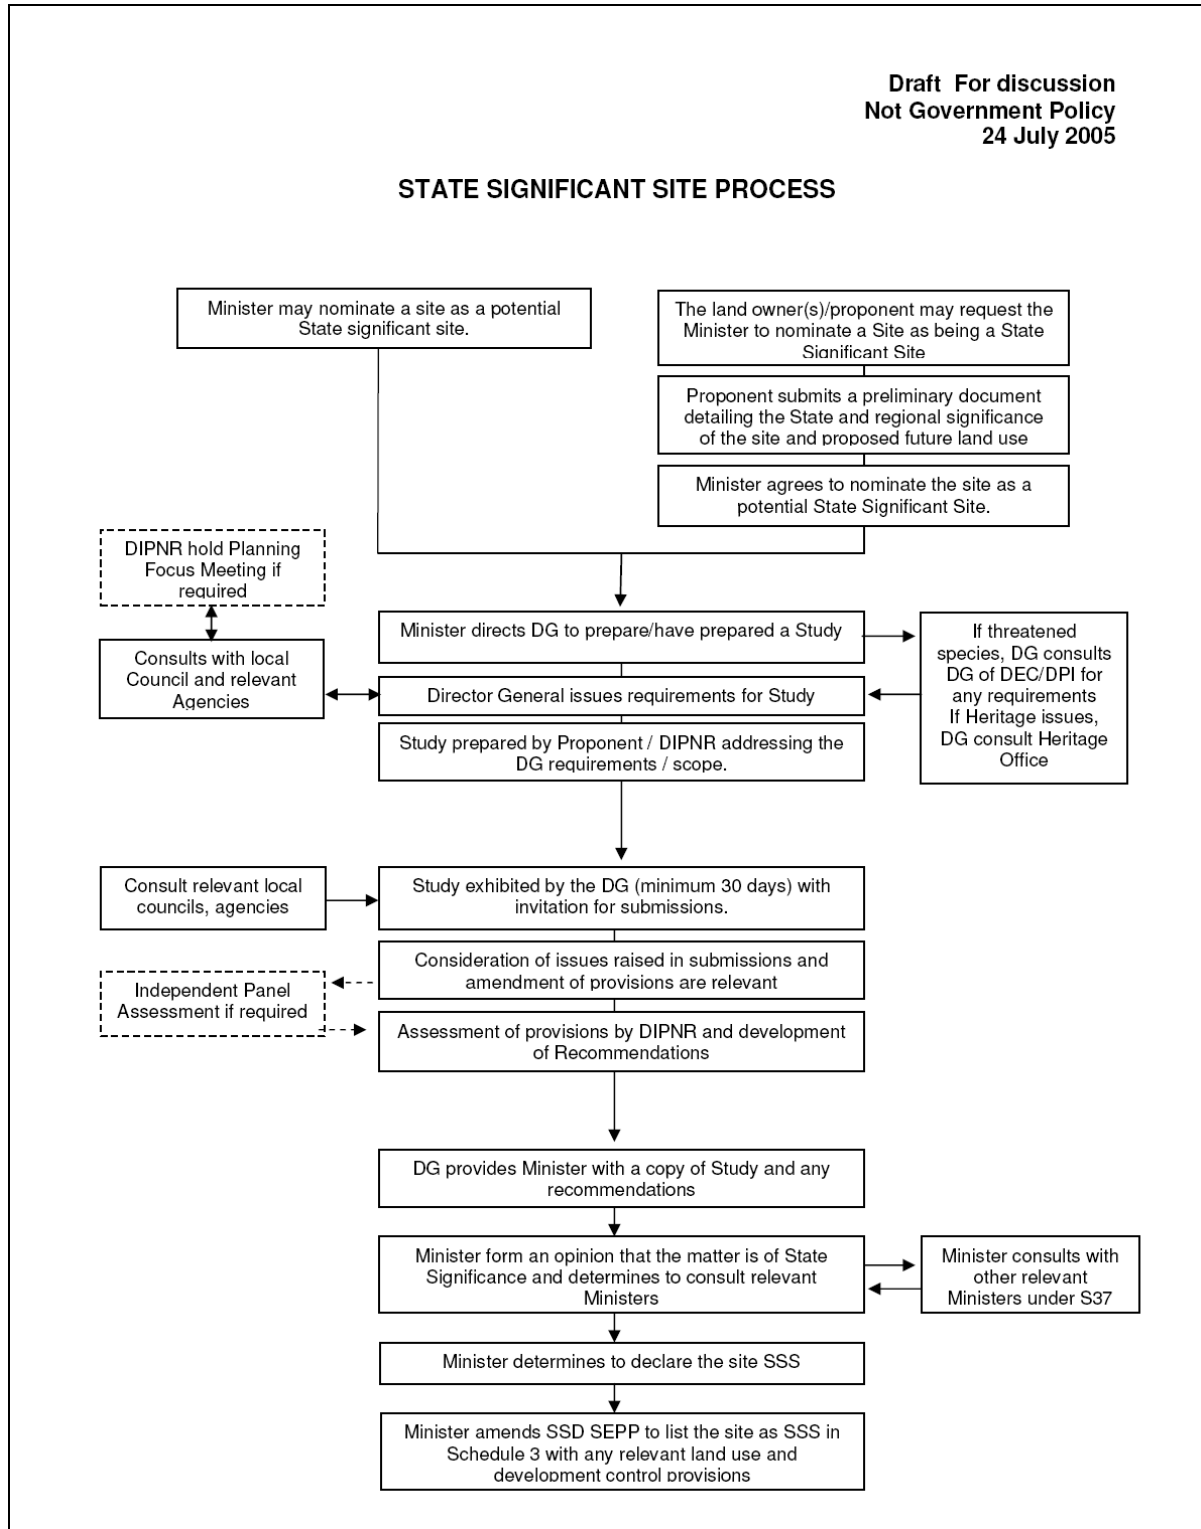 Draft  For discussion
Not Government Policy
24 July 2005
STATE SIGNIFICANT SITE PROCESS
Minister may nominate a site as a potential
State significant site.
The land owner(s)/proponent may request the
Minister to nominate a Site as being a State
Significant Site
Proponent submits a preliminary document
detailing the State and regional significance
of the site and proposed future land use
Minister agrees to nominate the site as a
potential State Significant Site.
DIPNR hold Planning
Focus Meeting if
required
Consults with local
Council and relevant
Agencies
Minister directs DG to prepare/have prepared a Study
Director General issues requirements for Study
Study prepared by Proponent / DIPNR addressing the
DG requirements / scope.
If threatened
species, DG consults
DG of DEC/DPI for
any requirements
If Heritage issues,
DG consult Heritage
Office
Consult relevant local
councils, agencies
Study exhibited by the DG (minimum 30 days) with
invitation for submissions.
Consideration of issues raised in submissions and
amendment of provisions are relevant
Independent Panel
Assessment if required
Assessment of provisions by DIPNR and development
of Recommendations
DG provides Minister with a copy of Study and any
recommendations
Minister form an opinion that the matter is of State
Significance and determines to consult relevant
Ministers
Minister consults with
other relevant
Ministers under S37
Minister determines to declare the site SSS
Minister amends SSD SEPP to list the site as SSS in
Schedule 3 with any relevant land use and
development control provisions